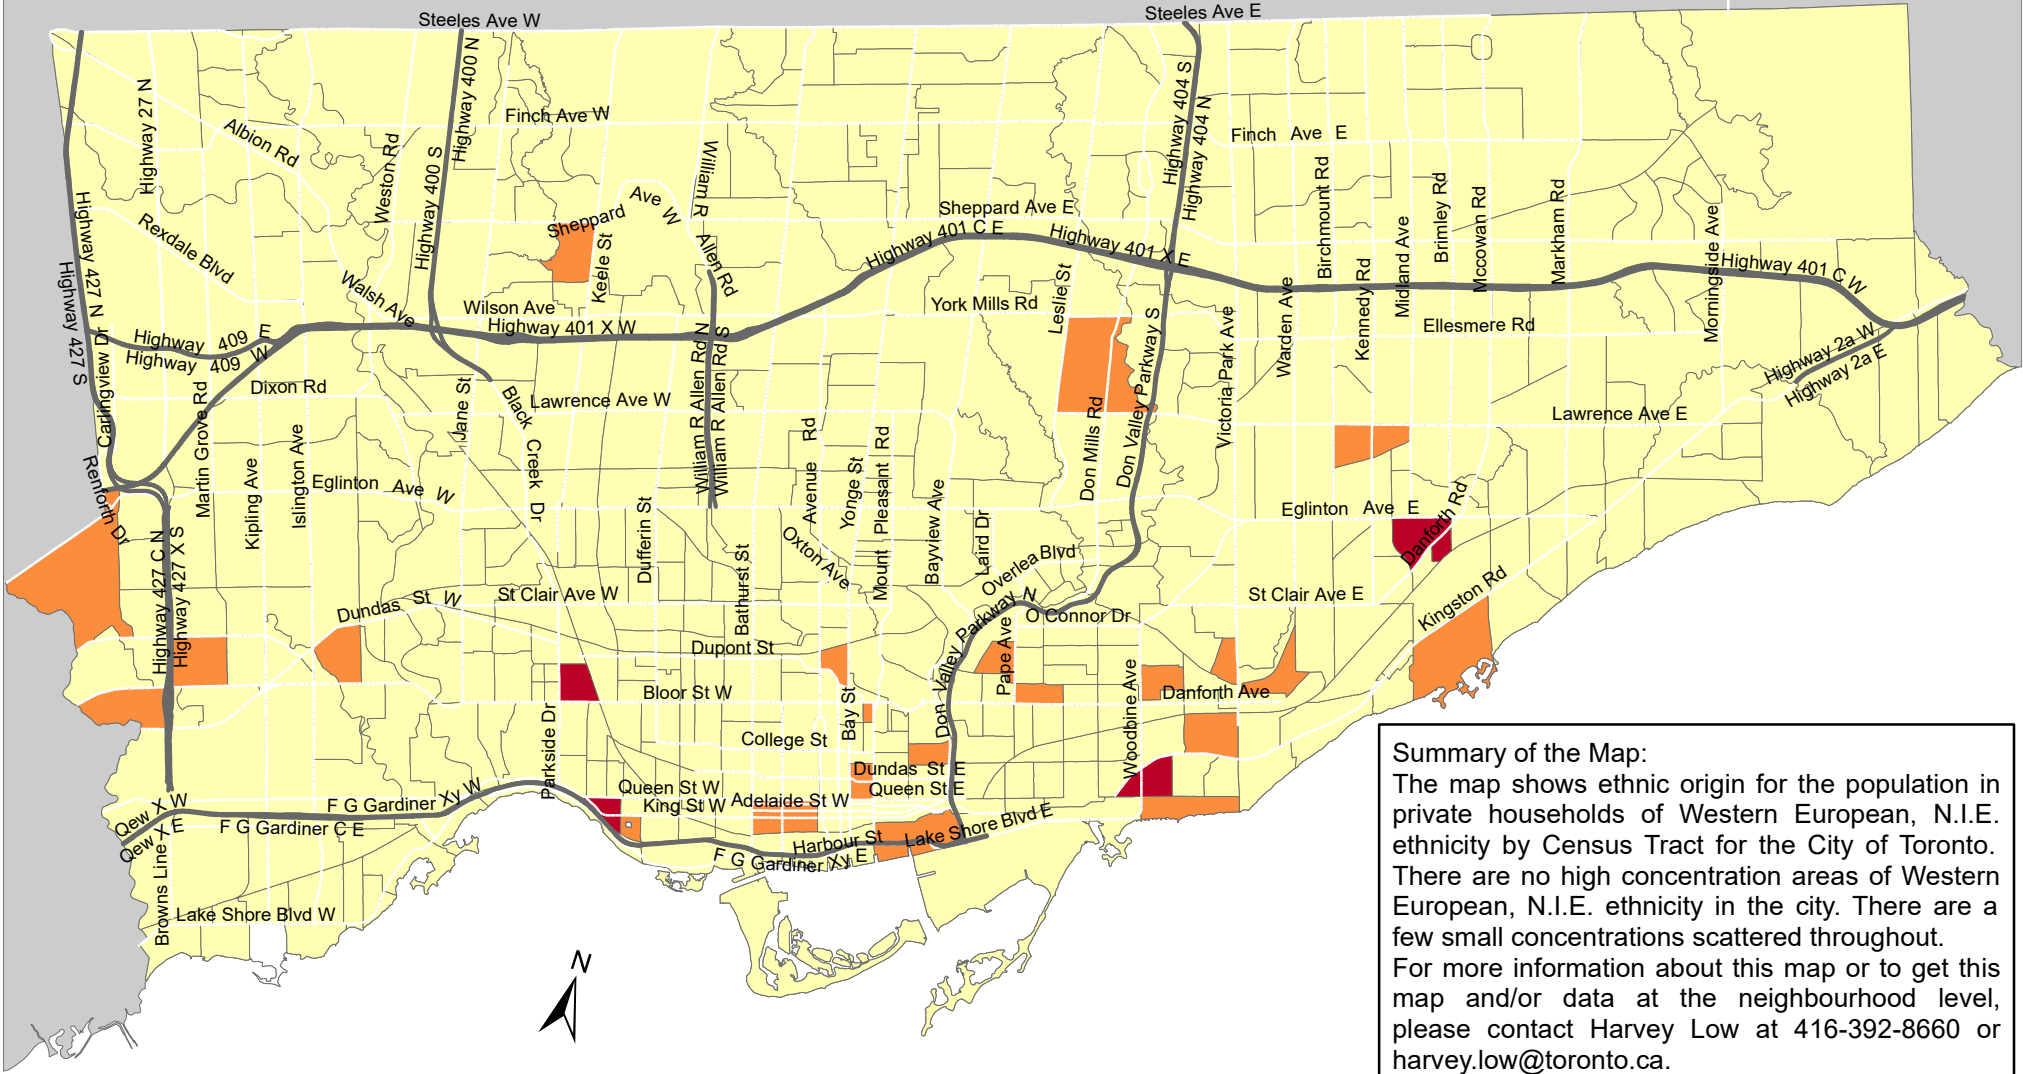 Steeles Ave W
Steeles Ave E
Highway 27 N
Albion Rd
Weston Rd
Highway 400 N
Highway 400 S
Finch Ave W
William R Allen Rd
Highway 404 S
Highway 404 N
Finch Ave E
Sheppard Ave W
Sheppard Ave E
Keele St
Highway 427 N
Highway 427 S
Rexdale Blvd
Walsh Ave
Wilson Ave
Highway 401 X W
Highway 401 C E
Highway 401 X E
Highway 401 C W
York Mills Rd
Leslie St
Birchmount Rd
Kennedy Rd
Midland Ave
Brimley Rd
Mccowan Rd
Markham Rd
Morningside Ave
Warden Ave
Victoria Park Ave
Ellesmere Rd
Highway 2a W
Highway 2a E
Highway 409 E
Highway 409 W
Carlingview Dr
Dixon Rd
Martin Grove Rd
Kipling Ave
Islington Ave
Jane St
Black Creek Dr
Lawrence Ave W
William R Allen Rd N
William R Allen Rd S
Lawrence Ave E
Don Mills Rd
Don Valley Parkway S
Renforth Dr
Highway 427 C N
Highway 427 X S
Eglinton Ave W
Dufferin St
Bathurst St
Avenue Rd
Oxton Ave
Yonge St
Mount Pleasant Rd
Bayview Ave
Laird Dr
Overlea Blvd
Eglinton Ave E
Danforth Rd
Kingston Rd
Dundas St W
St Clair Ave W
St Clair Ave E
O Connor Dr
Don Valley Parkway N
Pape Ave
Dupont St
Bloor St W
Bay St
Danforth Ave
Woodbine Ave
Parkside Dr
College St
Dundas St E
Queen St W
Queen St E
King St W
Adelaide St W
Harbour St
Lake Shore Blvd E
F G Gardiner Xy W
F G Gardiner C E
F G Gardiner Xy E
Qew X W
Qew X E
Browns Line
Lake Shore Blvd W
N
Summary of the Map:
The map shows ethnic origin for the population in
private households of Western European, N.I.E.
ethnicity by Census Tract for the City of Toronto.
There are no high concentration areas of Western
European, N.I.E. ethnicity in the city. There are a
few small concentrations scattered throughout.
For more information about this map or to get this
map and/or data at the neighbourhood level,
please contact Harvey Low at 416-392-8660 or
harvey.low@toronto.ca.